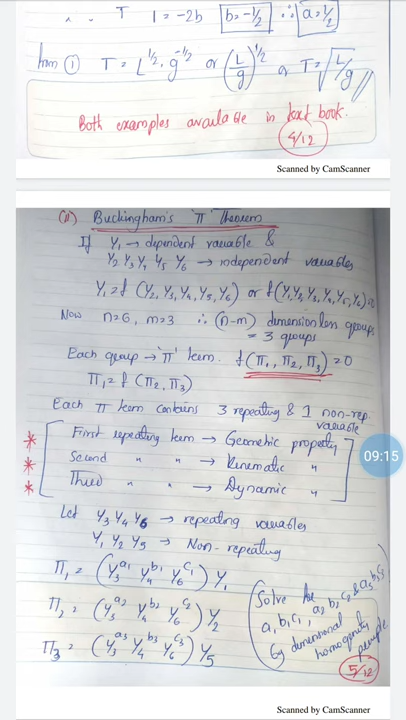 T 1 = -2b b = -1/2 ∴ a = 1/2
from ① T = L^1/2 . g^-1/2 or (L/g)^1/2 or T = √L/g //
Both examples available in text book.
4/12
Scanned by CamScanner
(II) Buckingham's 'π' Theorem
If Y1 → dependent variable &
Y2 Y3 Y4 Y5 Y6 → independent variables
Y1 = f (Y2, Y3, Y4, Y5, Y6) or f(Y1, Y2, Y3, Y4, Y5, Y6) = 0
Now n=6, m=3 ∴ (n-m) dimensionless groups
= 3 groups
Each group → 'π' term. f(π1, π2, π3) = 0
π1 = f (π2, π3)
Each π term contains 3 repeating & 1 non-rep.
variable
* First repeating term → Geometric property
* Second " " → Kinematic "
* Third " " → Dynamic "
09:15
Let Y3 Y4 Y6 → repeating variables
Y1 Y2 Y5 → Non-repeating
π1 = (Y3^a1 Y4^b1 Y6^c1) Y1
π2 = (Y3^a2 Y4^b2 Y6^c2) Y2
π3 = (Y3^a3 Y4^b3 Y6^c3) Y5
Solve for
a1 b1 c1, a2 b2 c2 & a3 b3 c3
by dimensional
homogeneity
5/12
Scanned by CamScanner